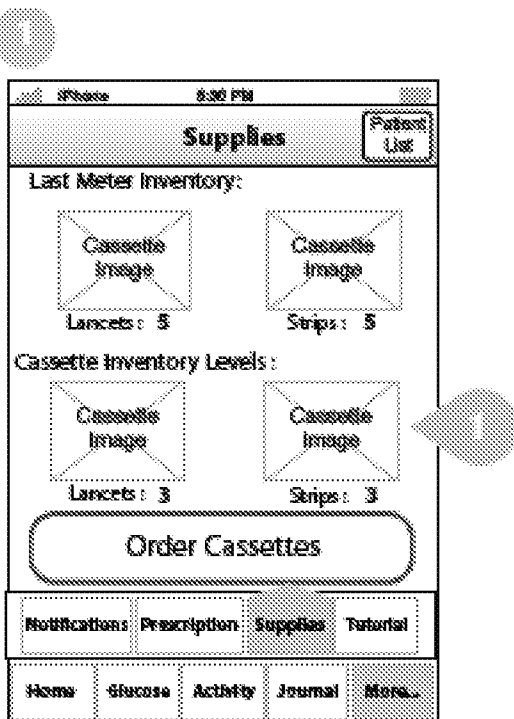 1
iPhone 8:30 PM
Supplies
Patient
List
Last Meter Inventory:
Cassette
Image
Cassette
Image
Lancets: 5
Strips: 5
Cassette Inventory Levels:
Cassette
Image
Cassette
Image
1
Lancets: 3
Strips: 3
Order Cassettes
Notifications Prescription Supplies Tutorial
Home Glucose Activity Journal More...